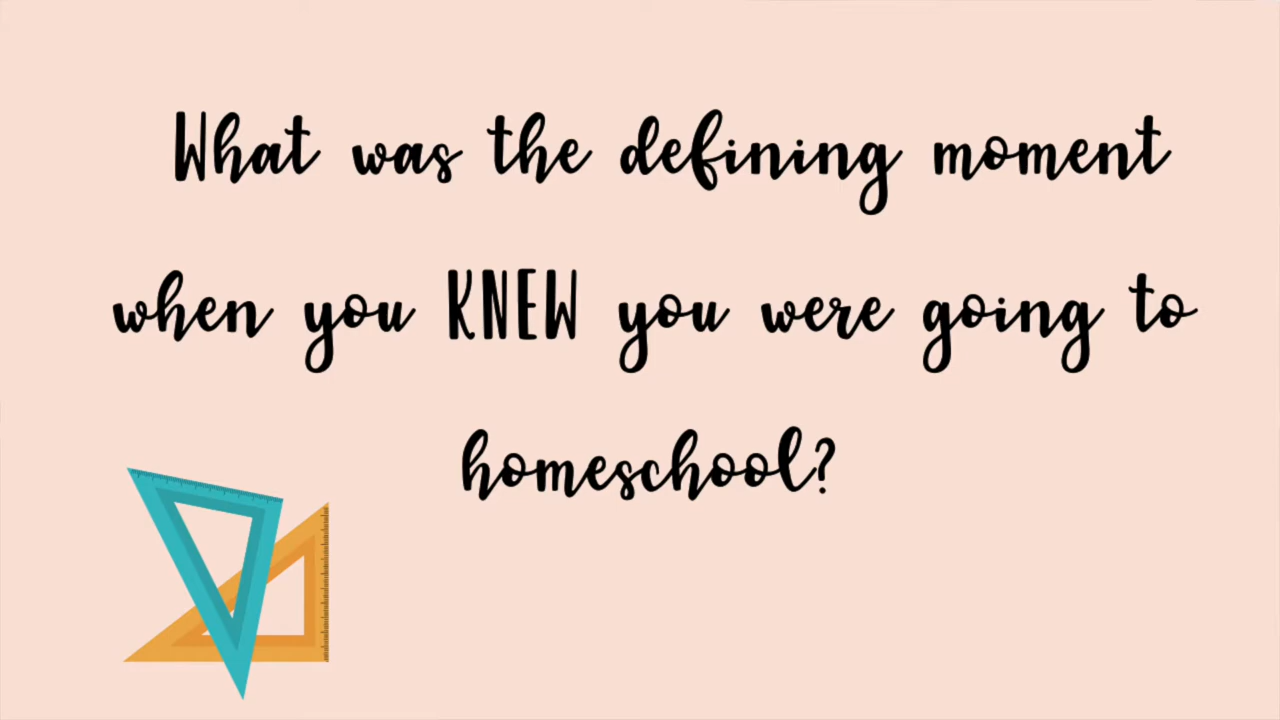 What was the defining moment
when you KNEW you were going to
homeschool?